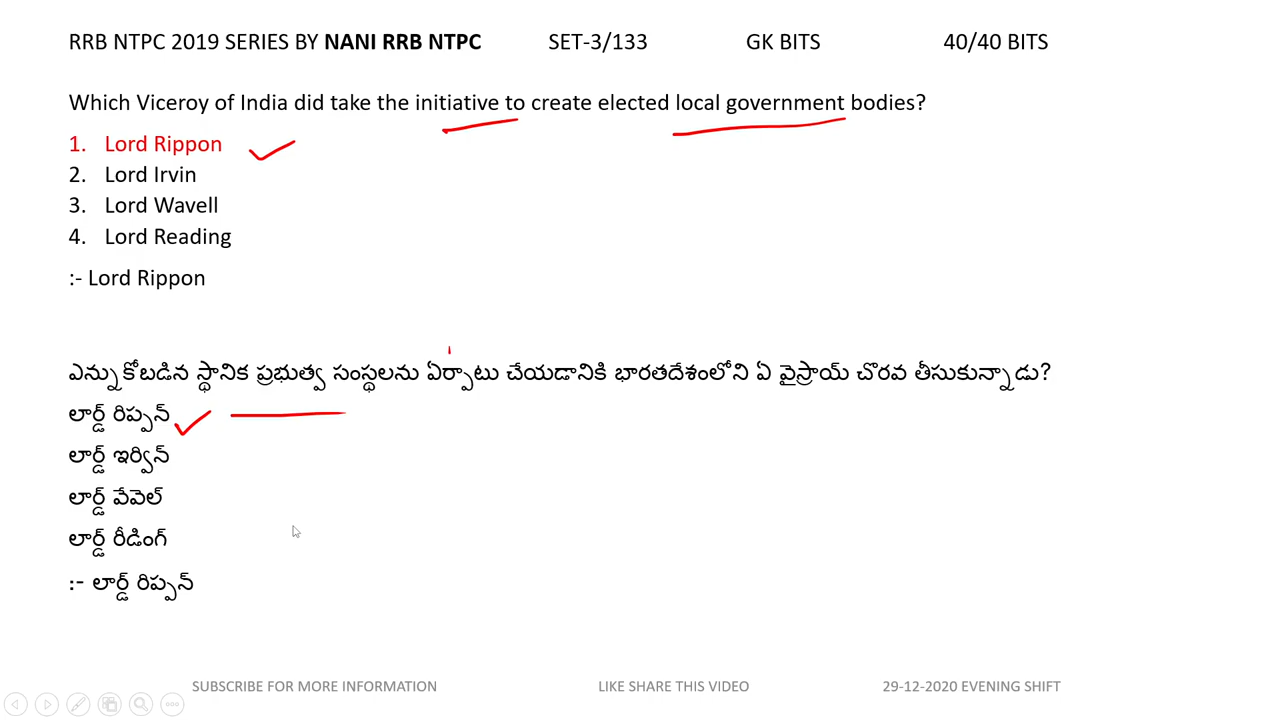 RRB NTPC 2019 SERIES BY NANI RRB NTPC SET-3/133 GK BITS 40/40 BITS
Which Viceroy of India did take the initiative to create elected local government bodies?
1. Lord Rippon
2. Lord Irvin
3. Lord Wavell
4. Lord Reading
:- Lord Rippon
ఎన్నుకోబడిన స్థానిక ప్రభుత్వ సంస్థలను ఏర్పాటు చేయడానికి భారతదేశంలోని ఏ వైస్రాయ్ చొరవ తీసుకున్నాడు?
లార్డ్ రిప్పన్
లార్డ్ ఇర్విన్
లార్డ్ వేవెల్
లార్డ్ రీడింగ్
:- లార్డ్ రిప్పన్
SUBSCRIBE FOR MORE INFORMATION LIKE SHARE THIS VIDEO 29-12-2020 EVENING SHIFT